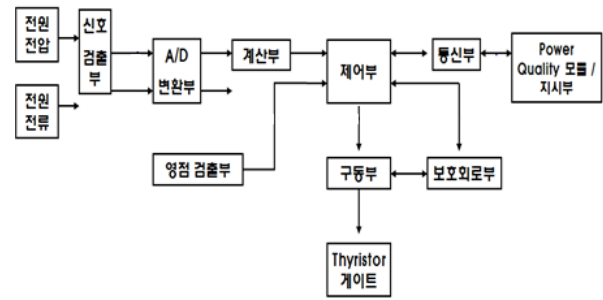 전원
전압
신호
검출
부
전원
전류
A/D
변환부
계산부
제어부
통신부
Power
Quality 모듈 /
지시부
영점 검출부
구동부
보호회로부
Thyristor
게이트